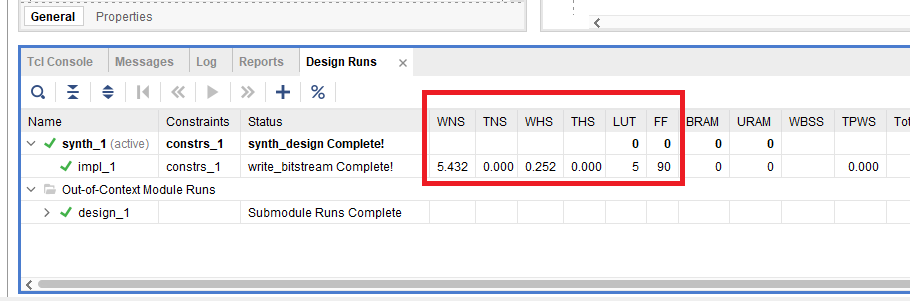 General Properties
Tcl Console Messages Log Reports Design Runs
Name Constraints Status WNS TNS WHS THS LUT FF BRAM URAM WBSS TPWS Tot
synth_1 (active) constrs_1 synth_design Complete! 0 0 0 0
impl_1 constrs_1 write_bitstream Complete! 5.432 0.000 0.252 0.000 5 90 0 0 0.000
Out-of-Context Module Runs
design_1 Submodule Runs Complete